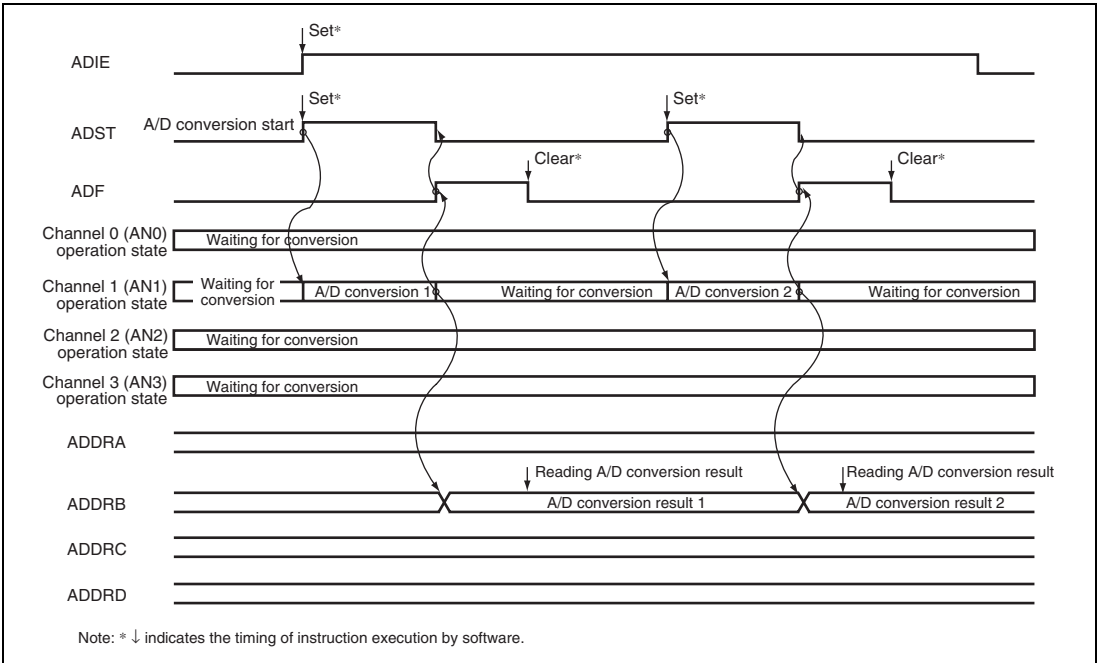 Set*
ADIE
Set*
Set*
A/D conversion start
ADST
Clear*
Clear*
ADF
Channel 0 (AN0)
operation state
Waiting for conversion
Channel 1 (AN1)
operation state
Waiting for
conversion
A/D conversion 1
Waiting for conversion
A/D conversion 2
Waiting for conversion
Channel 2 (AN2)
operation state
Waiting for conversion
Channel 3 (AN3)
operation state
Waiting for conversion
ADDRA
Reading A/D conversion result
Reading A/D conversion result
ADDRB
A/D conversion result 1
A/D conversion result 2
ADDRC
ADDRD
Note: * ↓ indicates the timing of instruction execution by software.